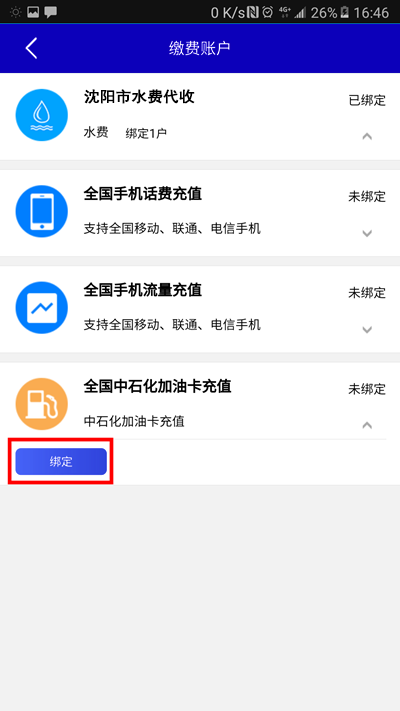 0 K/s 4G+ 26% 16:46
缴费账户
沈阳市水费代收 已绑定
水费 绑定1户
全国手机话费充值 未绑定
支持全国移动、联通、电信手机
全国手机流量充值 未绑定
支持全国移动、联通、电信手机
全国中石化加油卡充值 未绑定
中石化加油卡充值
绑定